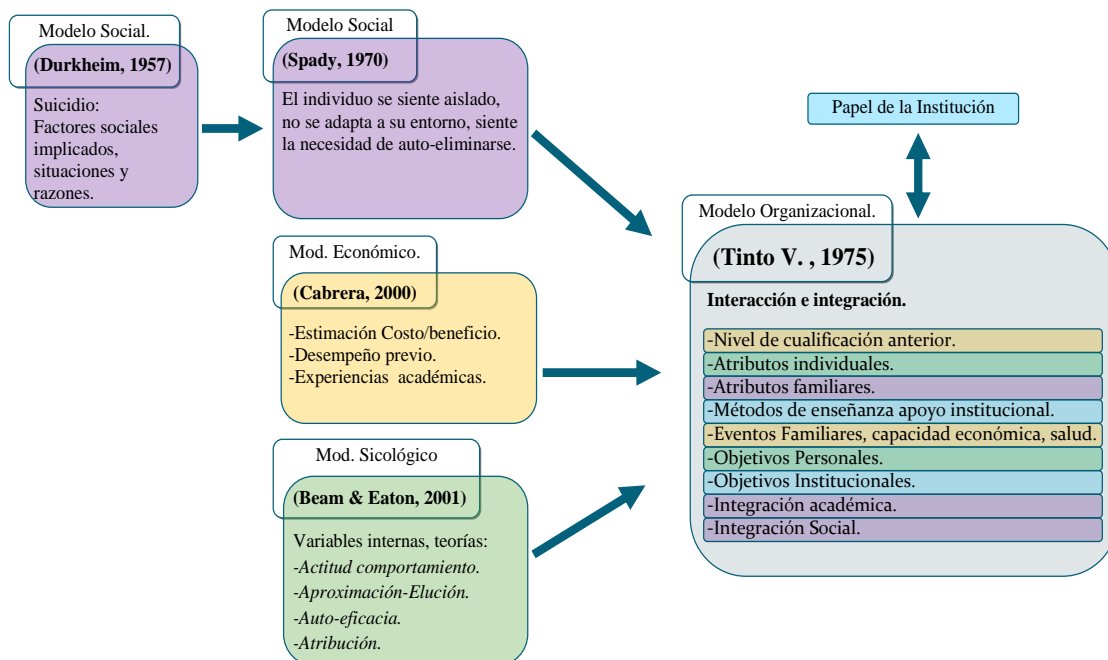 Modelo Social.
(Durkheim, 1957)
Suicidio:
Factores sociales
implicados,
situaciones y
razones.
Modelo Social
(Spady, 1970)
El individuo se siente aislado,
no se adapta a su entorno, siente
la necesidad de auto-eliminarse.
Mod. Económico.
(Cabrera, 2000)
-Estimación Costo/beneficio.
-Desempeño previo.
-Experiencias académicas.
Mod. Sicológico
(Beam & Eaton, 2001)
Variables internas, teorías:
-Actitud comportamiento.
-Aproximación-Elución.
-Auto-eficacia.
-Atribución.
Papel de la Institución
Modelo Organizacional.
(Tinto V. , 1975)
Interacción e integración.
-Nivel de cualificación anterior.
-Atributos individuales.
-Atributos familiares.
-Métodos de enseñanza apoyo institucional.
-Eventos Familiares, capacidad económica, salud.
-Objetivos Personales.
-Objetivos Institucionales.
-Integración académica.
-Integración Social.